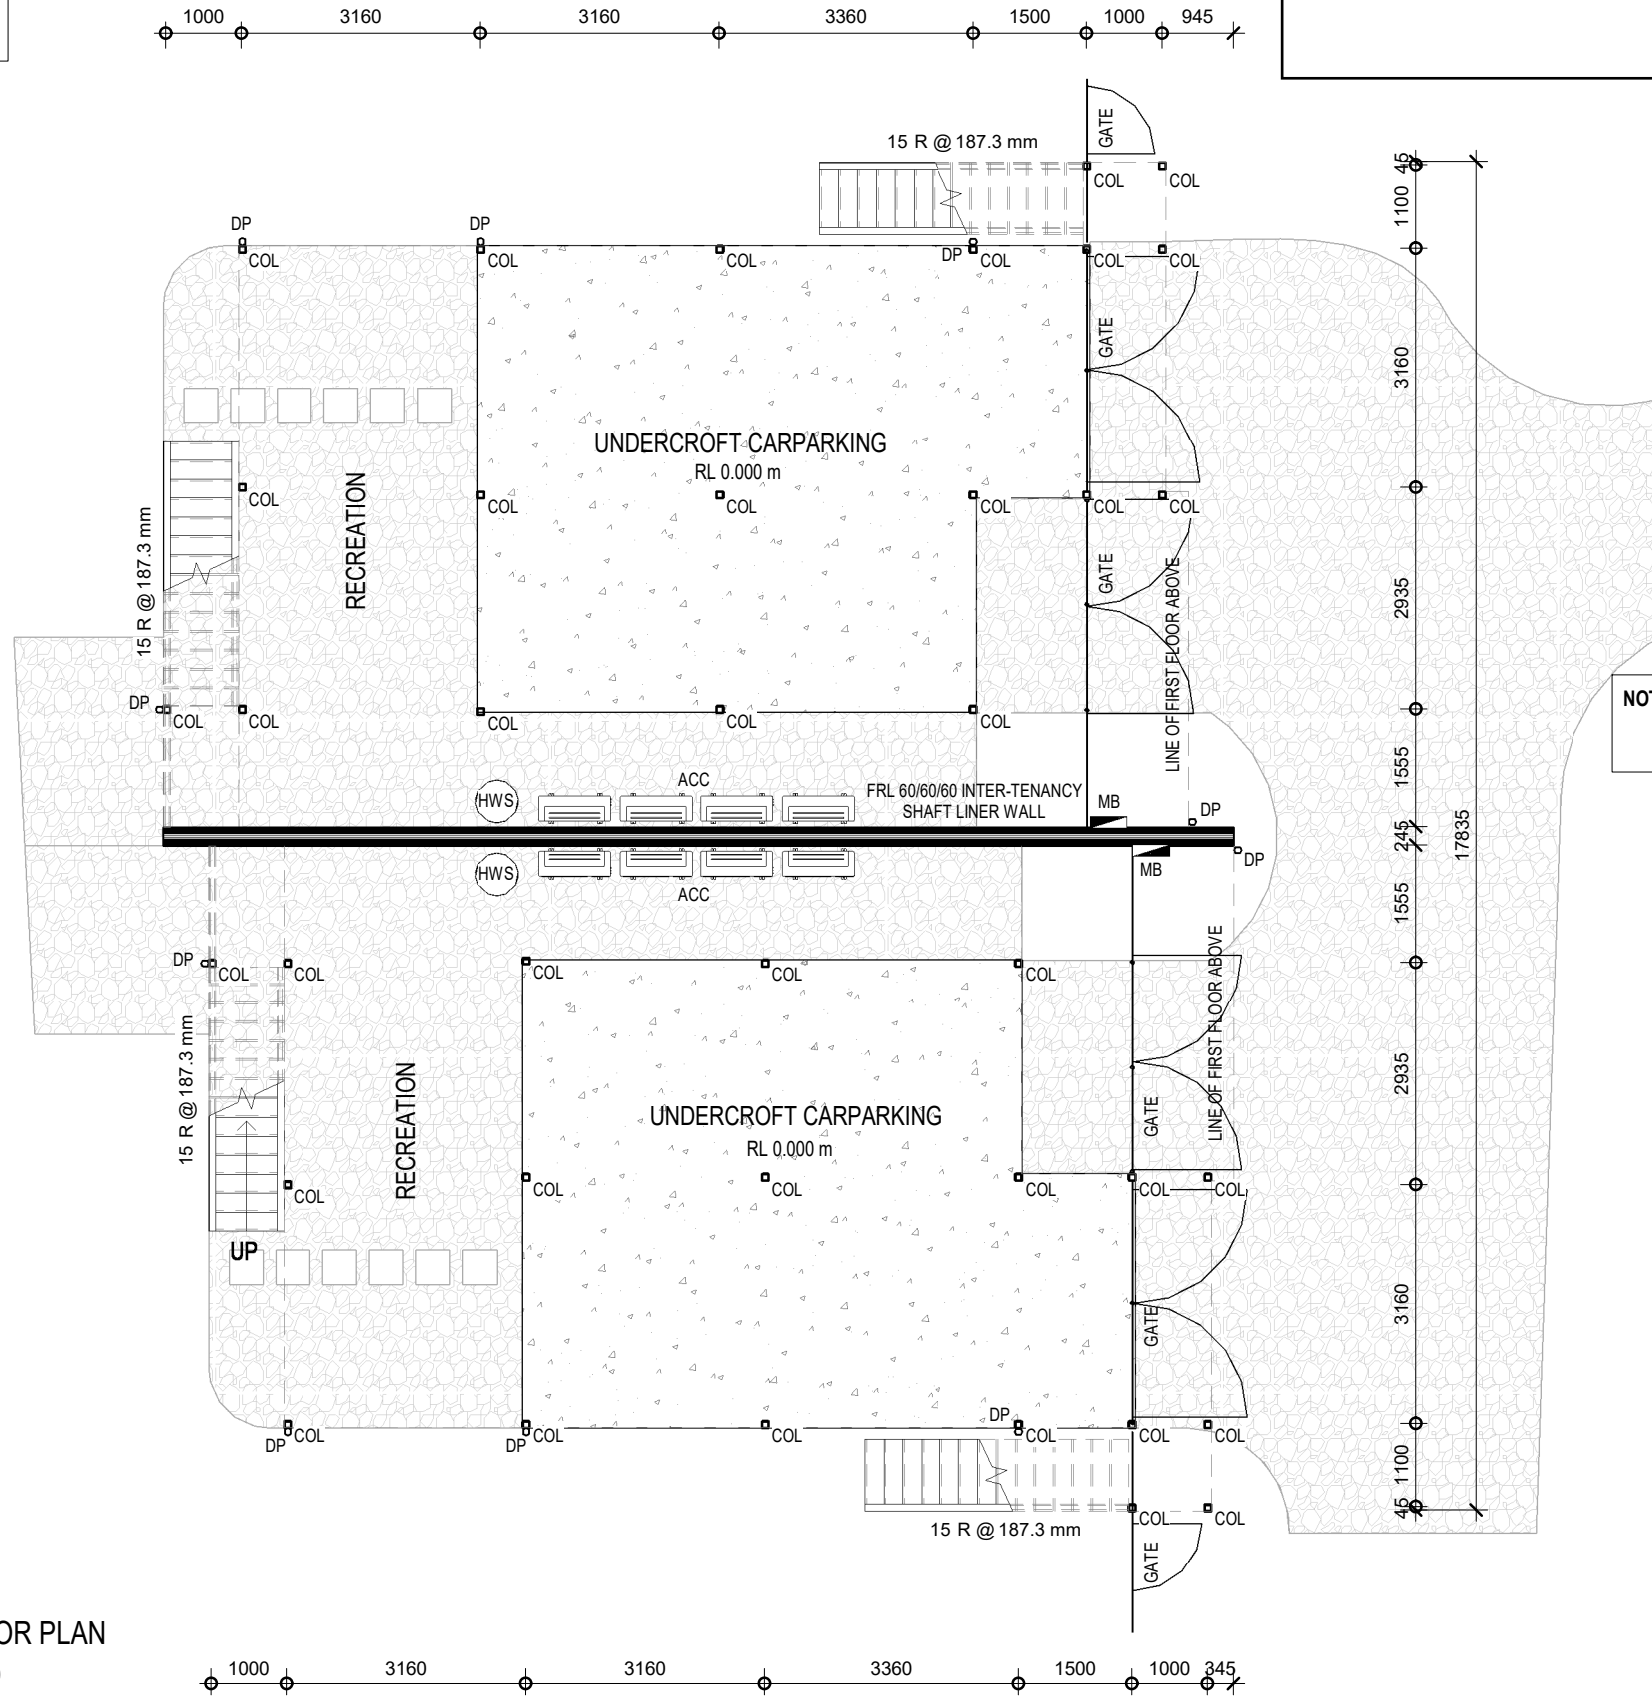 1000 3160 3160 3360 1500 1000 945
GATE
15 R @ 187.3 mm
COL COL
45
1100
DP DP
COL COL COL DP COL COL COL
GATE
3160
UNDERCROFT CARPARKING
RL 0.000 m
RECREATION
COL COL COL COL COL COL
15 R @ 187.3 mm
GATE
LINE OF FIRST FLOOR ABOVE
2935
DP COL COL COL COL COL
NO
1555
ACC
HWS
FRL 60/60/60 INTER-TENANCY
SHAFT LINER WALL
MB DP
245
17835
HWS
ACC
MB DP
1555
DP COL COL COL COL COL
LINE OF FIRST FLOOR ABOVE
15 R @ 187.3 mm
RECREATION
UNDERCROFT CARPARKING
RL 0.000 m
GATE
2935
COL COL COL COL COL COL
UP
GATE
3160
DP COL DP COL COL DP COL COL COL
1100
45
15 R @ 187.3 mm
COL COL
GATE
OR PLAN
1000 3160 3160 3360 1500 1000 345